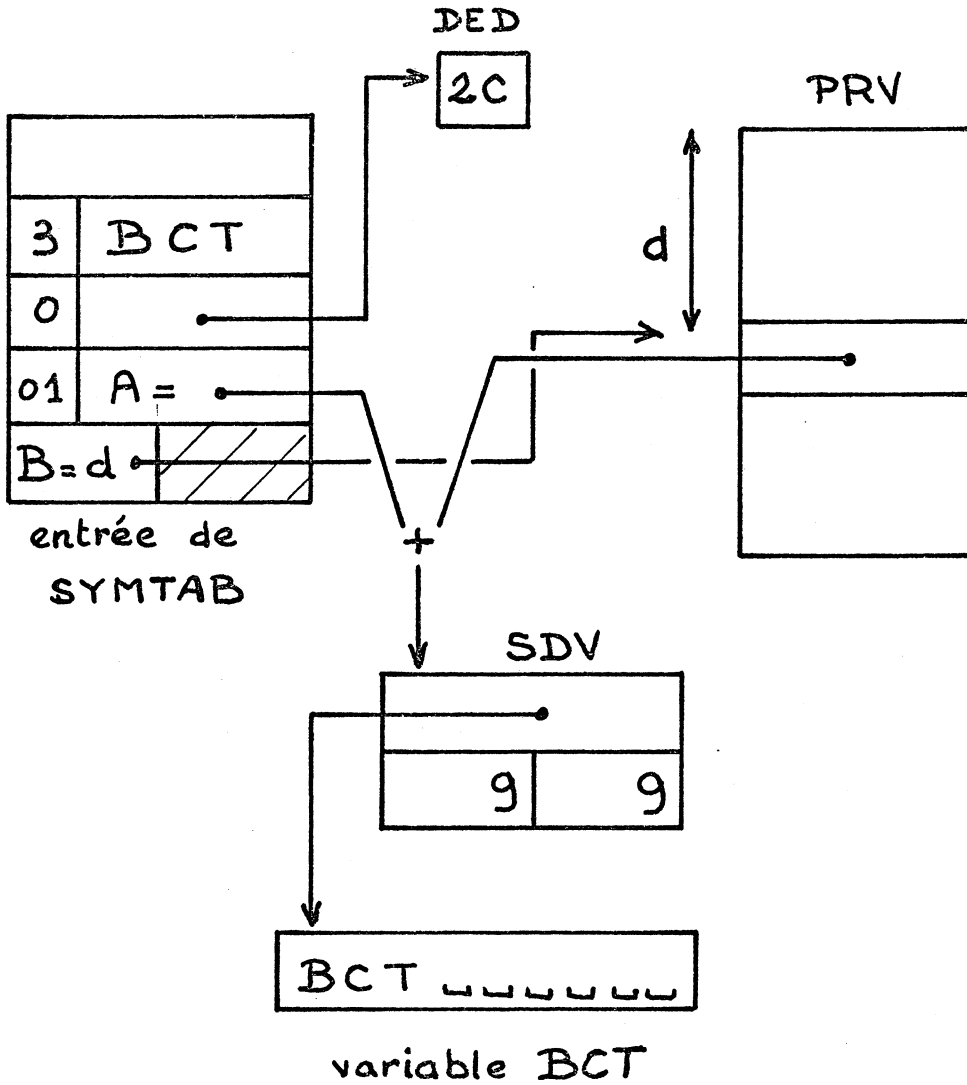 DED
2C
PRV
3 BCT
d
0
01 A =
B = d
+
entrée de
SYMTAB
SDV
9 9
BCT
variable BCT